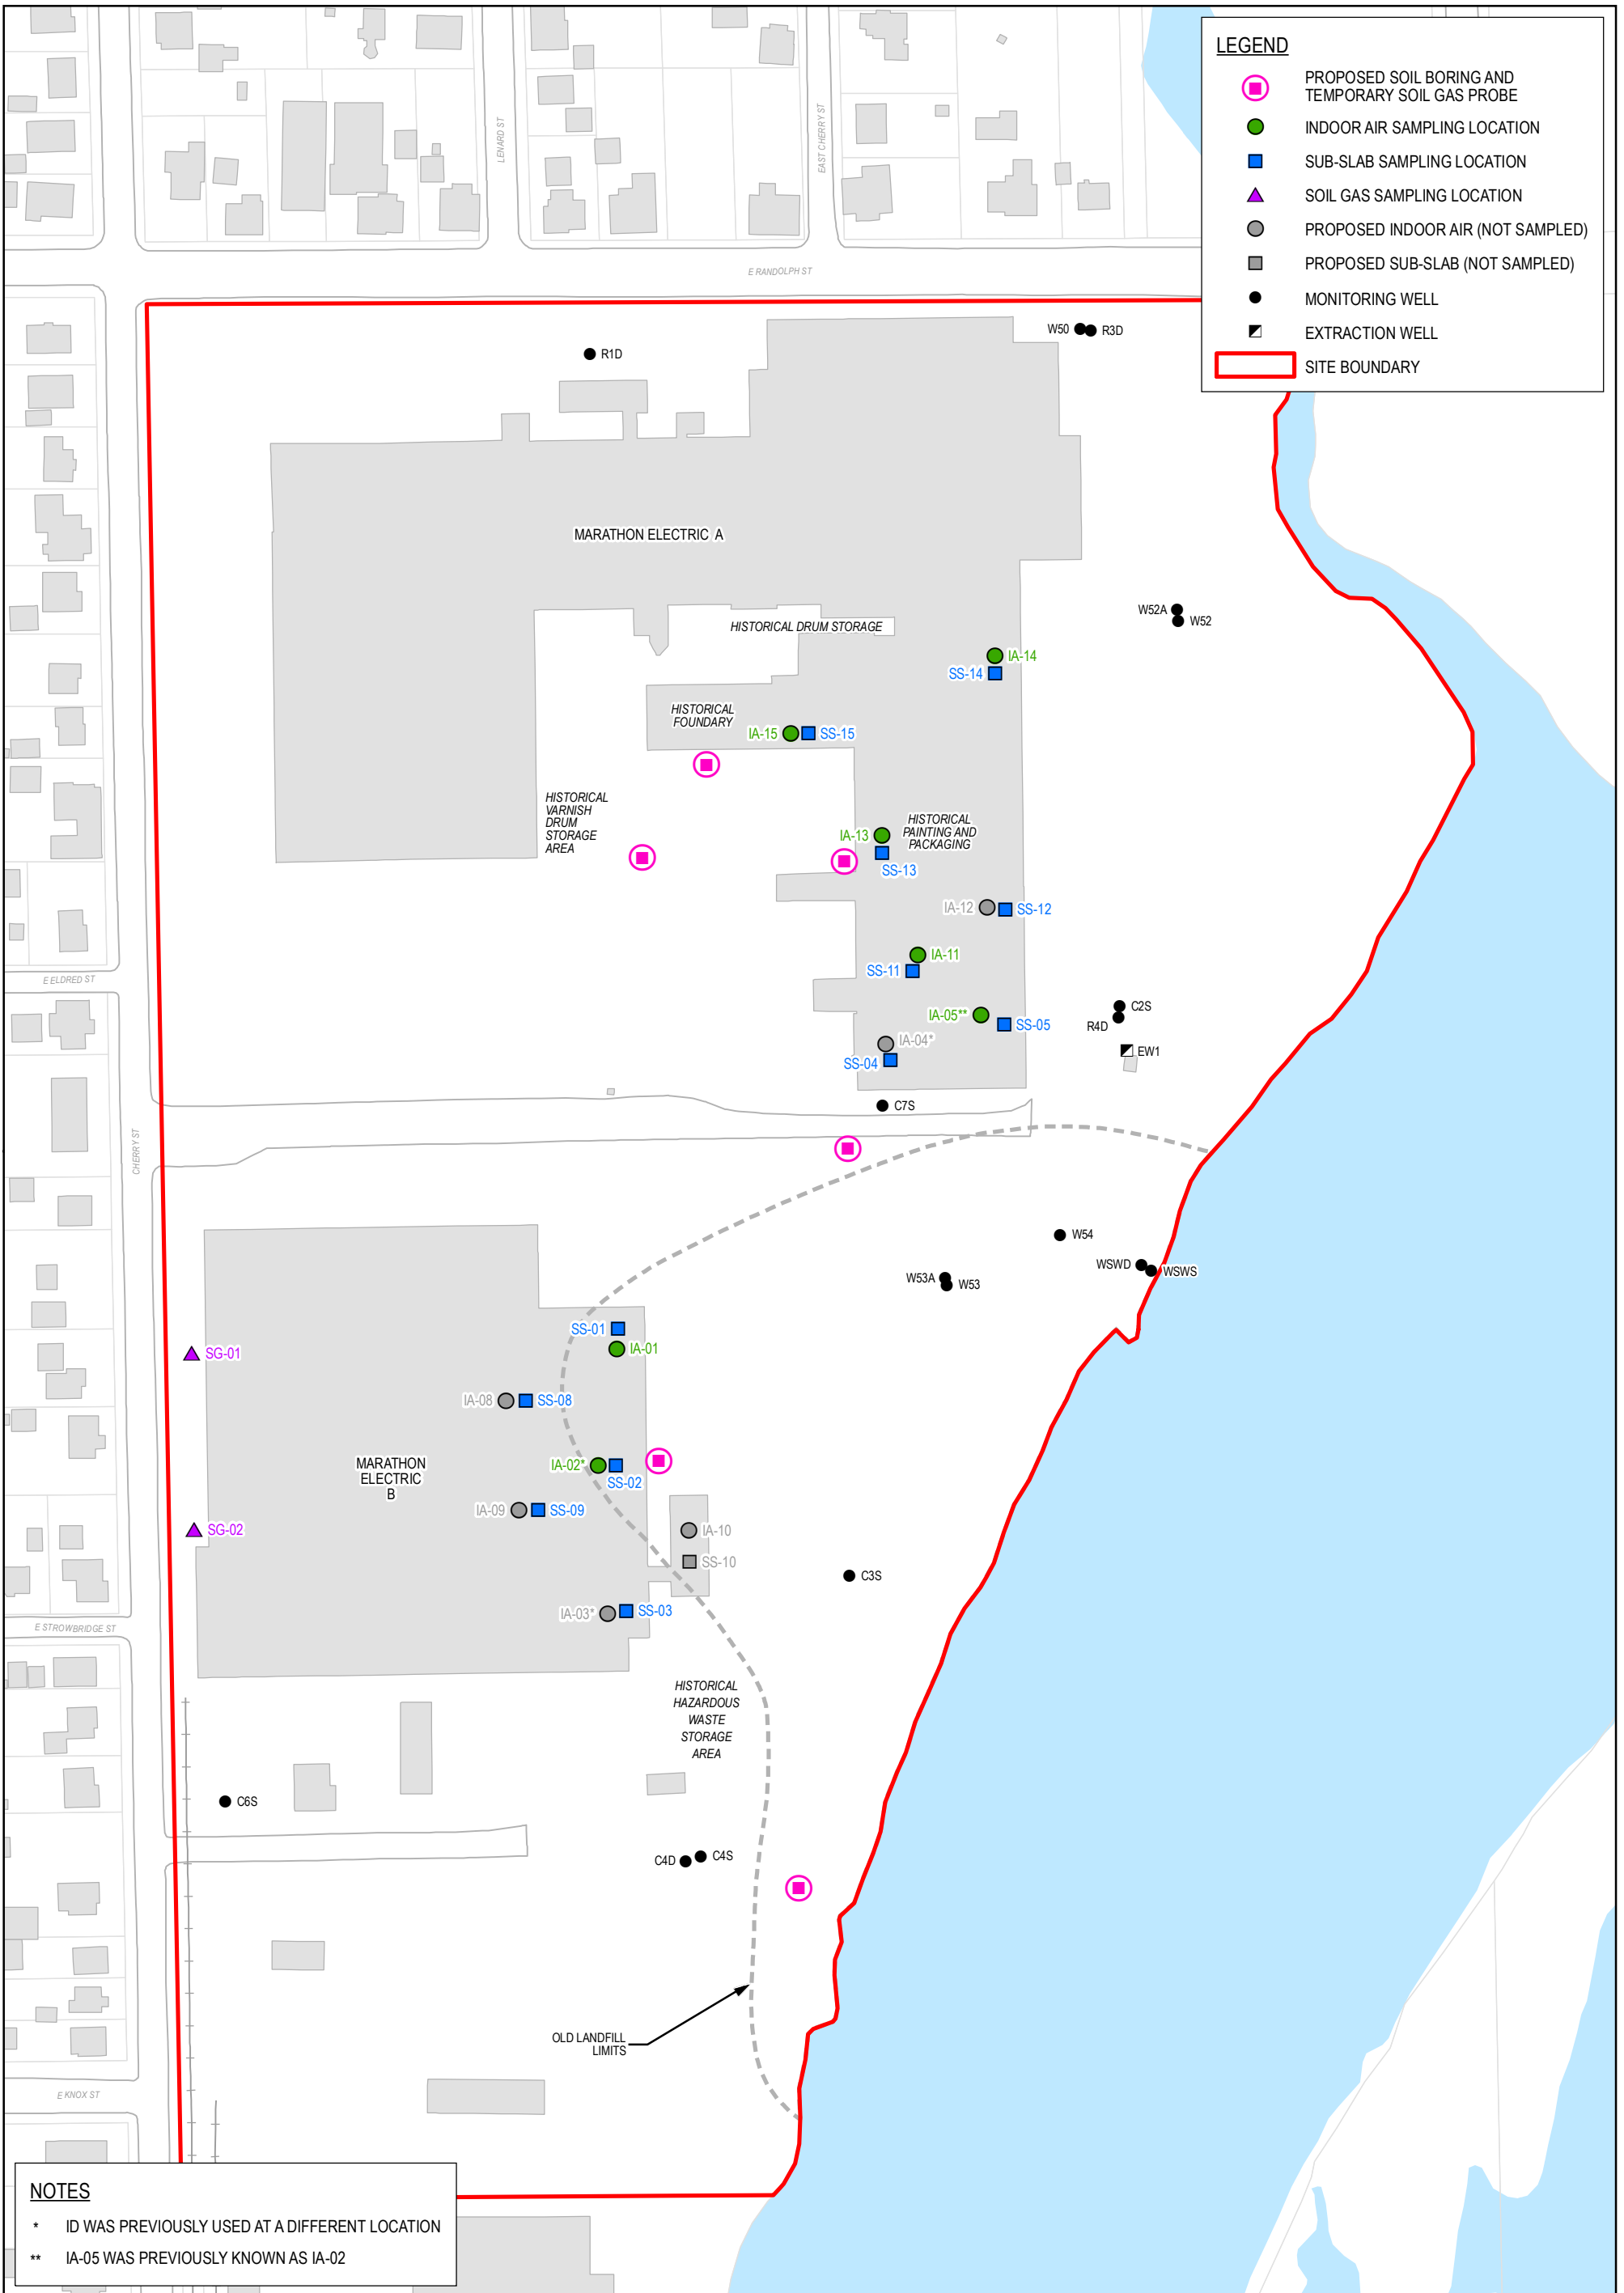 LEGEND
PROPOSED SOIL BORING AND
TEMPORARY SOIL GAS PROBE
INDOOR AIR SAMPLING LOCATION
SUB-SLAB SAMPLING LOCATION
SOIL GAS SAMPLING LOCATION
PROPOSED INDOOR AIR (NOT SAMPLED)
PROPOSED SUB-SLAB (NOT SAMPLED)
MONITORING WELL
EXTRACTION WELL
SITE BOUNDARY
LENARD ST
EAST CHERRY ST
E RANDOLPH ST
W50
R3D
R1D
MARATHON ELECTRIC A
W52A
W52
HISTORICAL DRUM STORAGE
IA-14
SS-14
HISTORICAL
FOUNDARY
IA-15
SS-15
HISTORICAL
VARNISH
DRUM
STORAGE
AREA
HISTORICAL
PAINTING AND
PACKAGING
IA-13
SS-13
IA-12
SS-12
IA-11
SS-11
E ELDRED ST
C2S
R4D
IA-05**
SS-05
IA-04*
SS-04
EW1
C7S
CHERRY ST
W54
WSWD
WSWS
W53A
W53
SS-01
IA-01
SG-01
IA-08
SS-08
MARATHON
ELECTRIC
B
IA-02*
SS-02
IA-09
SS-09
SG-02
IA-10
SS-10
C3S
IA-03*
SS-03
E STROWBRIDGE ST
HISTORICAL
HAZARDOUS
WASTE
STORAGE
AREA
C6S
C4D
C4S
OLD LANDFILL
LIMITS
E KNOX ST
NOTES
* ID WAS PREVIOUSLY USED AT A DIFFERENT LOCATION
** IA-05 WAS PREVIOUSLY KNOWN AS IA-02